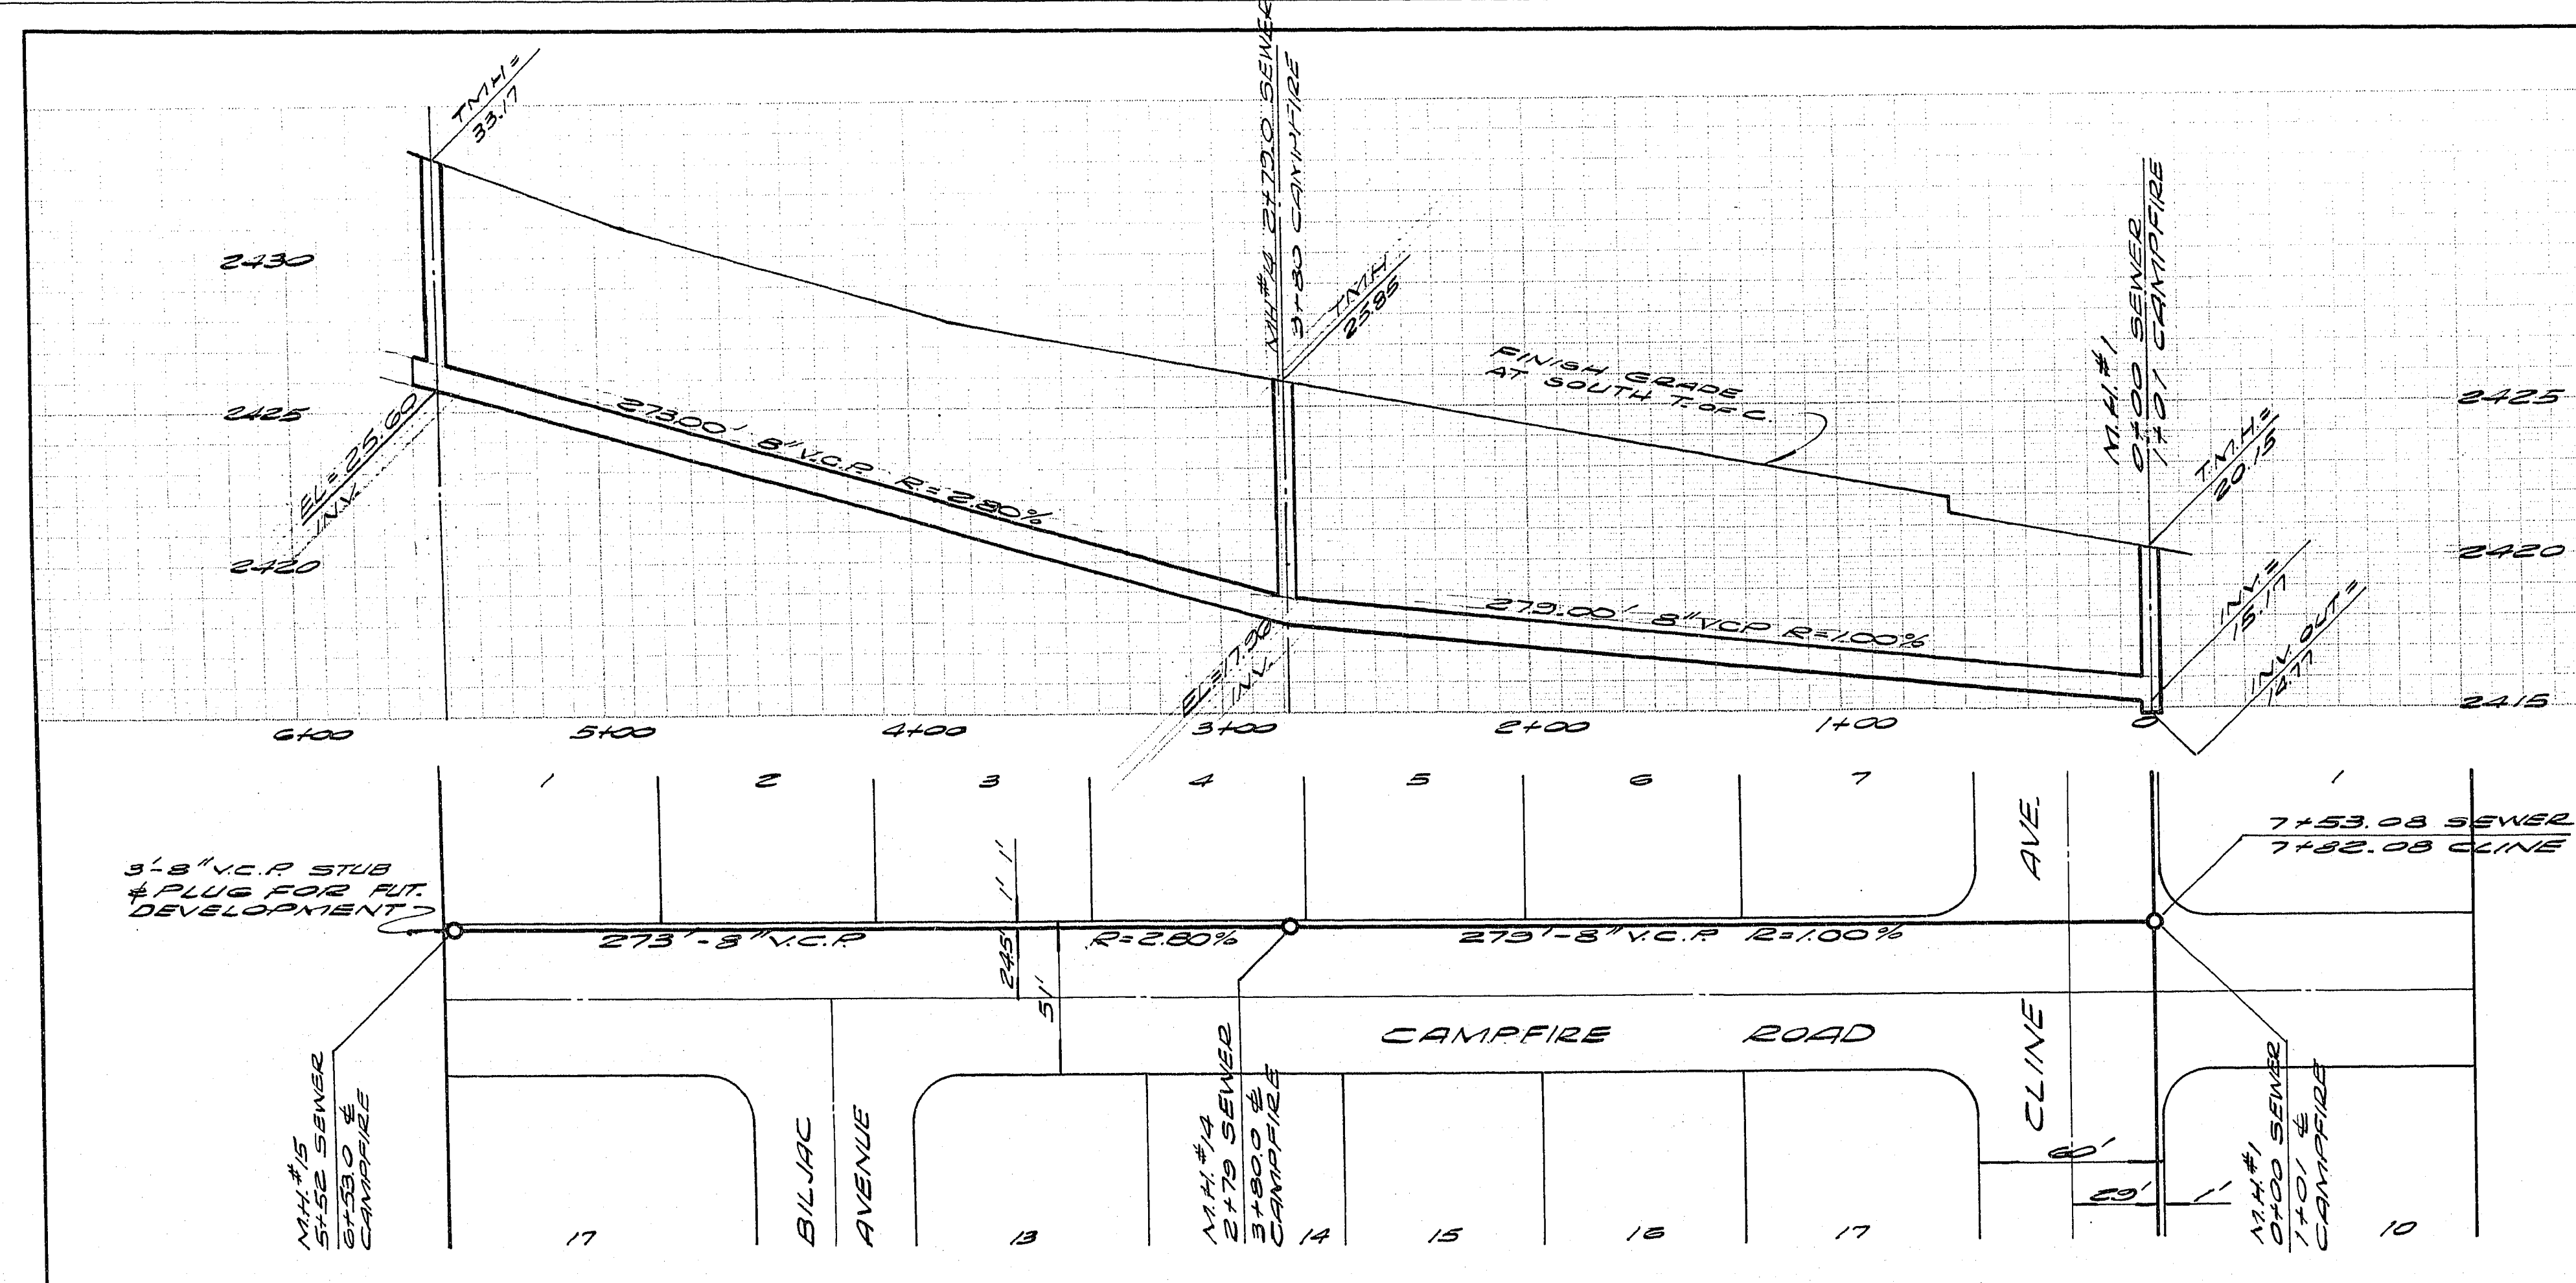 TMH =
33.17
MH #14 2+79.0 SEWER
3+80 CAMPFIRE
TMH
25.85
M.H. #1
0+00 SEWER
1+01 CAMPFIRE
T.M.H. =
20.15
2430
2425
2420
FINISH GRADE
AT SOUTH T. OF C.
2425
2420
2415
EL = 25.60
INV.
273.00' 8" V.C.P. R = 2.80%
EL = 17.90
INV.
279.00' 8" V.C.P. R = 1.00%
INV. =
15.17
INV. OUT =
14.77
6+00
5+00
4+00
3+00
2+00
1+00
0
1
2
3
4
5
6
7
1
3'-8" V.C.P. STUB
& PLUG FOR FUT.
DEVELOPMENT
7+53.08 SEWER
7+82.08 CLINE
AVE.
1'
1'
24.5'
51'
273'-8" V.C.P. R = 2.80%
279'-8" V.C.P. R = 1.00%
CAMPFIRE ROAD
CLINE
M.H. #15
5+52 SEWER
6+53.0 ℄
CAMPFIRE
BILJAC
AVENUE
M.H. #14
2+79 SEWER
3+80.0 ℄
CAMPFIRE
60'
29'
1'
M.H. #1
0+00 SEWER
1+01 ℄
CAMPFIRE
17
13
14
15
16
17
10